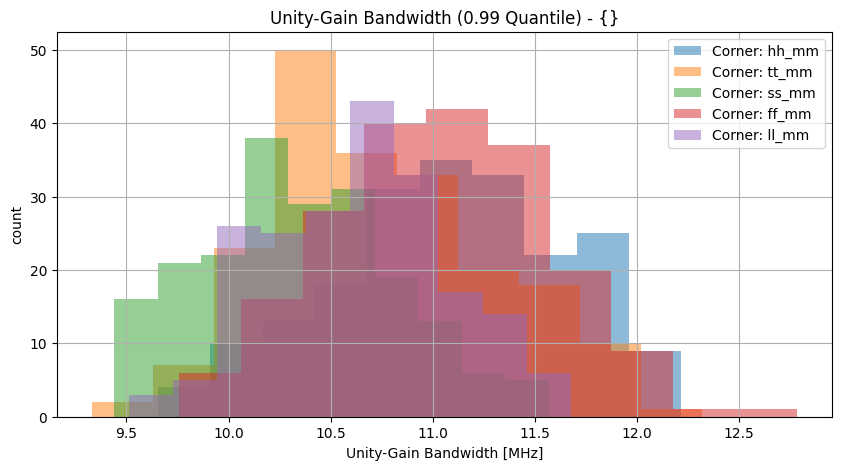 Unity-Gain Bandwidth (0.99 Quantile) - {}
Corner: hh_mm
Corner: tt_mm
Corner: ss_mm
Corner: ff_mm
Corner: ll_mm
count
50
40
30
20
10
0
9.5 10.0 10.5 11.0 11.5 12.0 12.5
Unity-Gain Bandwidth [MHz]